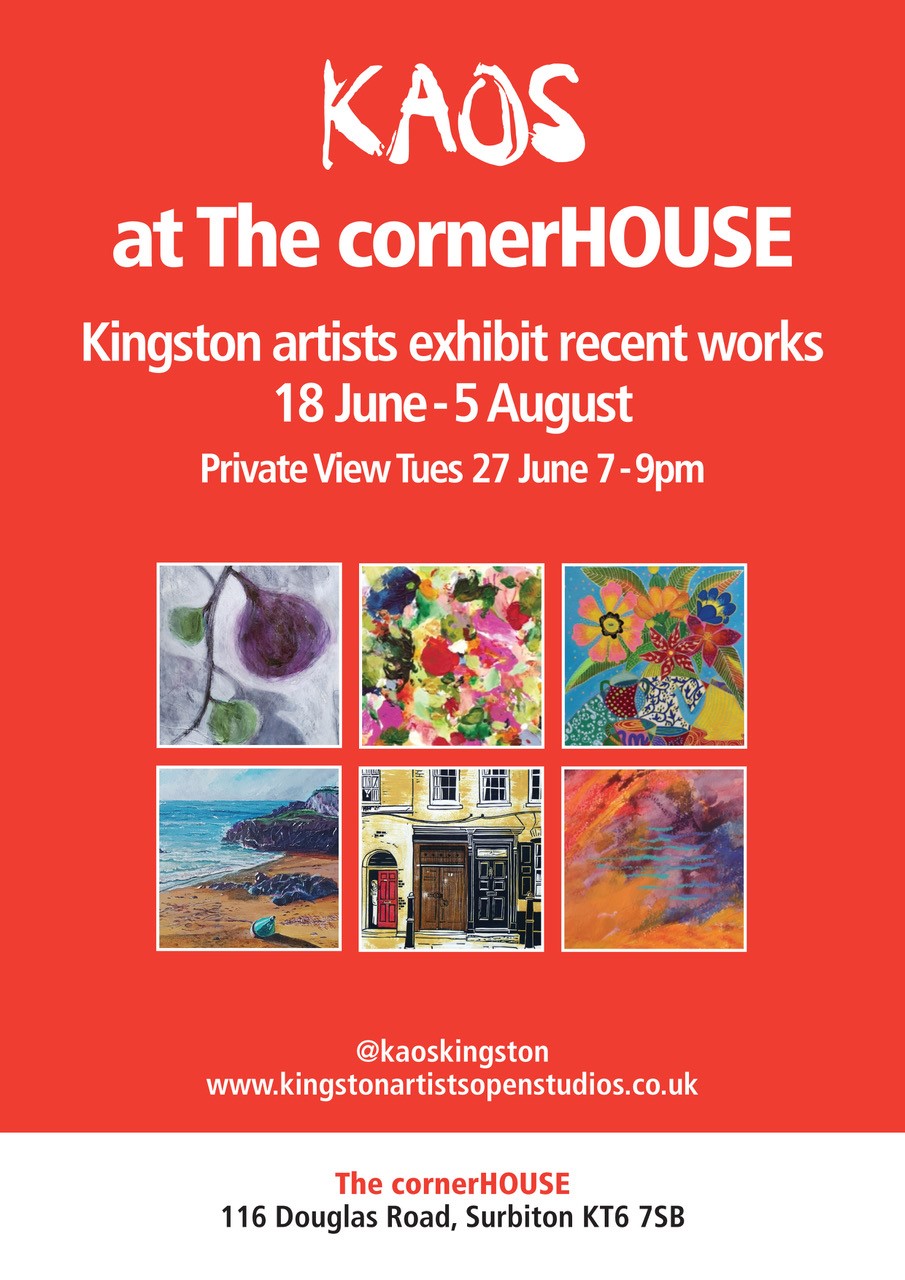 KAOS
at The cornerHOUSE
Kingston artists exhibit recent works
18 June - 5 August
Private View Tues 27 June 7 - 9pm
@kaoskingston
www.kingstonartistsopenstudios.co.uk
The cornerHOUSE
116 Douglas Road, Surbiton KT6 7SB